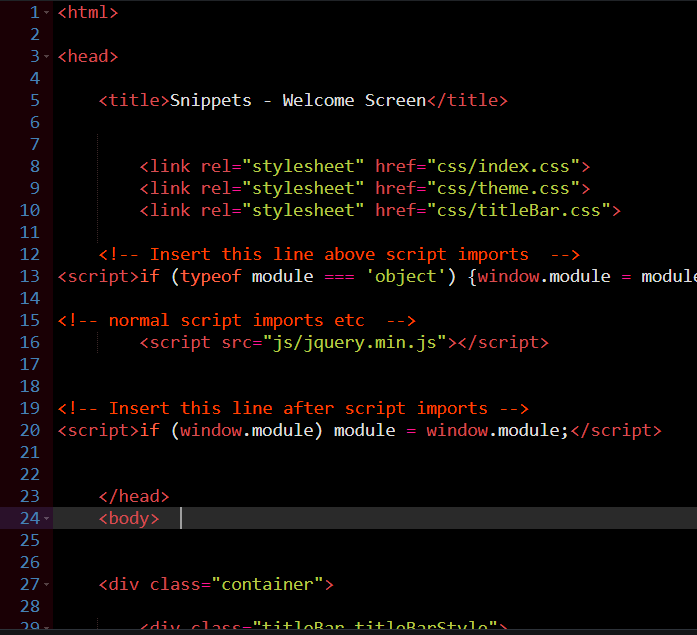 1 <html>
2
3 <head>
4
5 <title>Snippets - Welcome Screen</title>
6
7
8 <link rel="stylesheet" href="css/index.css">
9 <link rel="stylesheet" href="css/theme.css">
10 <link rel="stylesheet" href="css/titleBar.css">
11
12 <!-- Insert this line above script imports  -->
13 <script>if (typeof module === 'object') {window.module = module
14
15 <!-- normal script imports etc  -->
16 <script src="js/jquery.min.js"></script>
17
18
19 <!-- Insert this line after script imports -->
20 <script>if (window.module) module = window.module;</script>
21
22
23 </head>
24 <body>
25
26
27 <div class="container">
28
29 <div class="titleBar titleBarStyle">